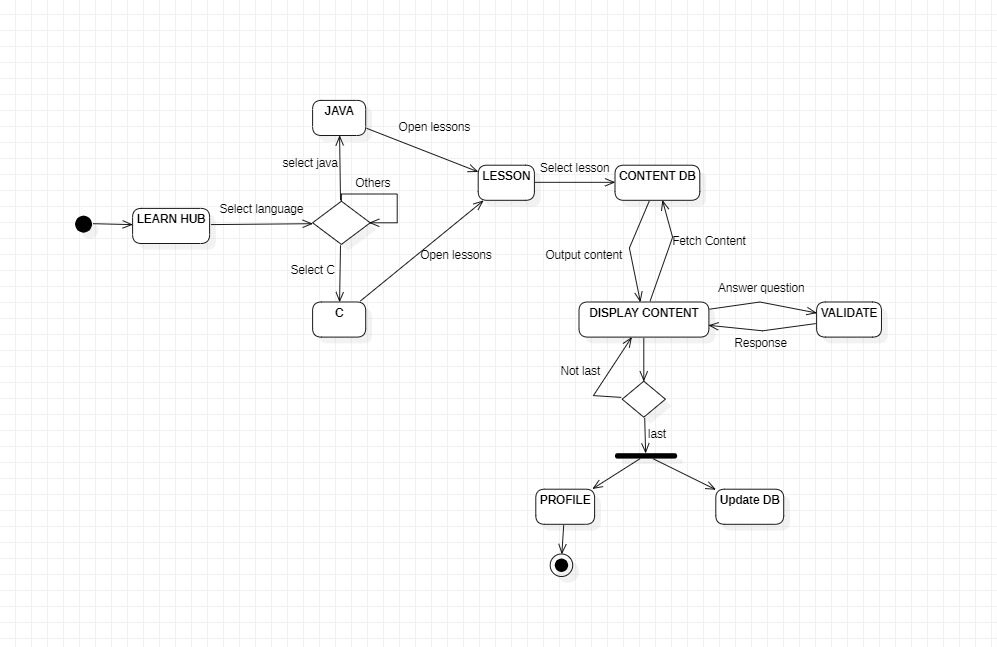 JAVA
Open lessons
select java
Others
LESSON
Select lesson
CONTENT DB
LEARN HUB
Select language
Open lessons
Output content
Fetch Content
Select C
C
DISPLAY CONTENT
Answer question
VALIDATE
Response
Not last
last
PROFILE
Update DB